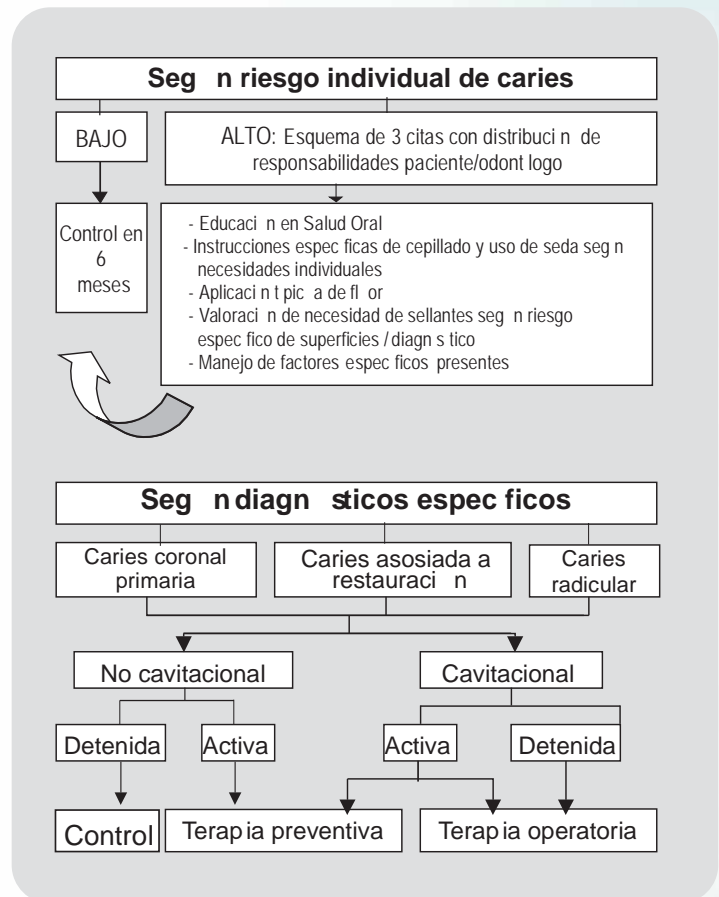 Seg n riesgo individual de caries
BAJO
ALTO: Esquema de 3 citas con distribuci n de
responsabilidades paciente/odont logo
Control en
6
meses
- Educaci n en Salud Oral
- Instrucciones espec ficas de cepillado y uso de seda seg n
necesidades individuales
- Aplicaci n t pic a de fl or
- Valoraci n de necesidad de sellantes seg n riesgo
espec fico de superficies / diagn s tico
- Manejo de factores espec ficos presentes
Seg n diagn sticos espec ficos
Caries coronal
primaria
Caries asosiada a
restauraci n
Caries
radicular
No cavitacional
Cavitacional
Detenida
Activa
Activa
Detenida
Control
Terap ia preventiva
Terap ia operatoria